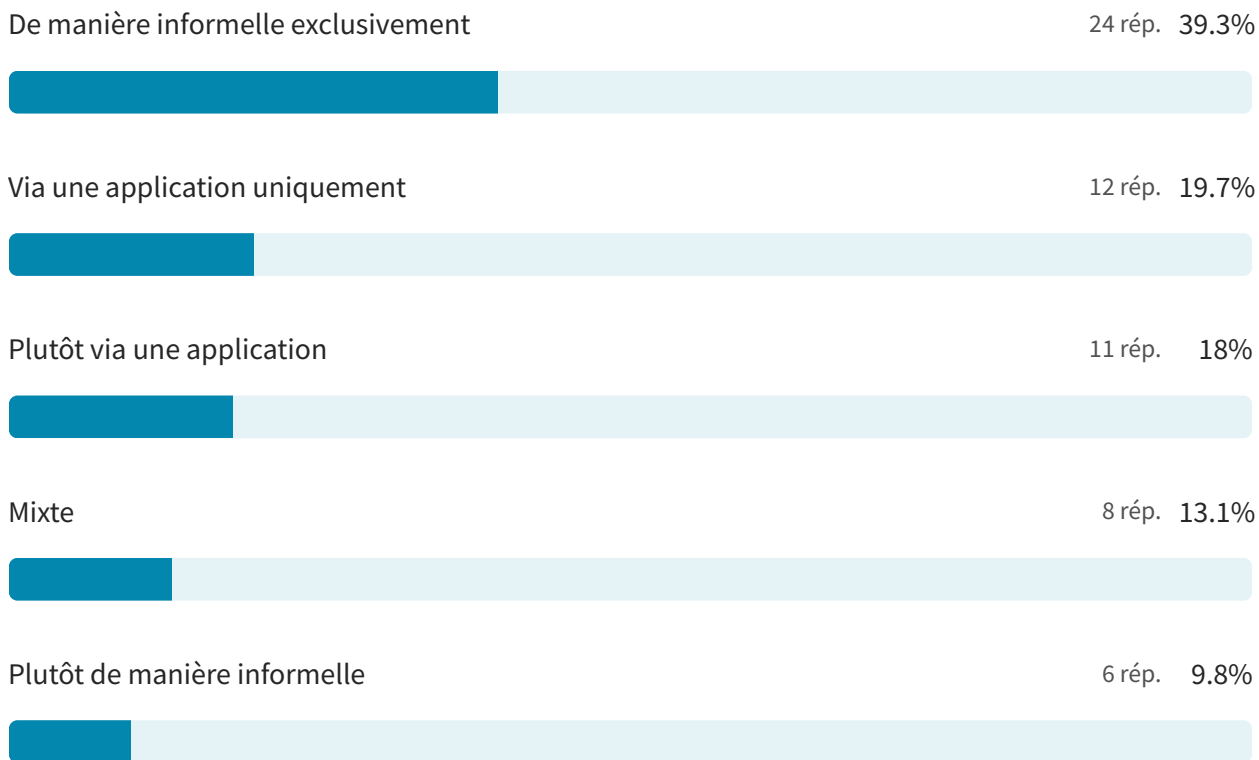 De manière informelle exclusivement 24 rép. 39.3%
Via une application uniquement 12 rép. 19.7%
Plutôt via une application 11 rép. 18%
Mixte 8 rép. 13.1%
Plutôt de manière informelle 6 rép. 9.8%